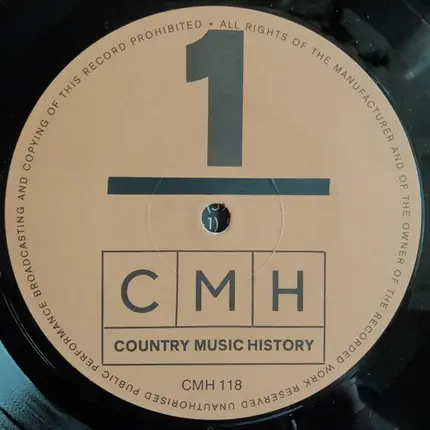 1
C M H
COUNTRY MUSIC HISTORY
CMH 118
ALL RIGHTS OF THE MANUFACTURER AND OF THE OWNER OF THE RECORDED WORK RESERVED UNAUTHORISED PUBLIC PERFORMANCE BROADCASTING AND COPYING OF THIS RECORD PROHIBITED •